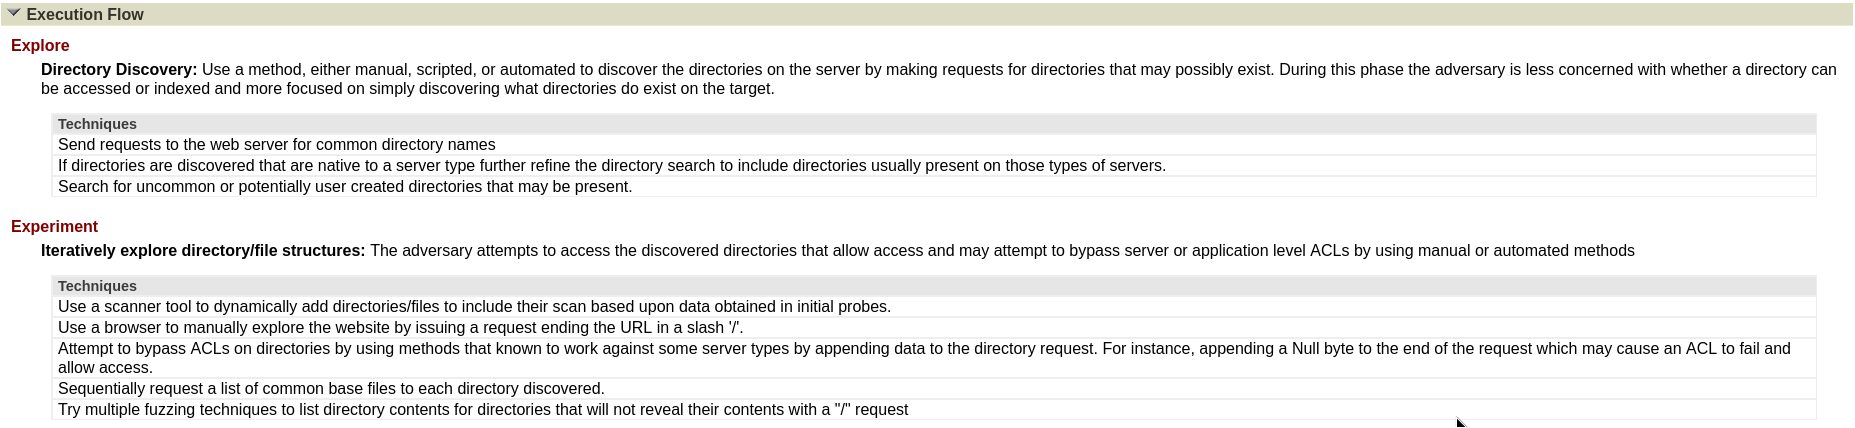 Execution Flow
Explore
Directory Discovery: Use a method, either manual, scripted, or automated to discover the directories on the server by making requests for directories that may possibly exist. During this phase the adversary is less concerned with whether a directory can
be accessed or indexed and more focused on simply discovering what directories do exist on the target.
Techniques
Send requests to the web server for common directory names
If directories are discovered that are native to a server type further refine the directory search to include directories usually present on those types of servers.
Search for uncommon or potentially user created directories that may be present.
Experiment
Iteratively explore directory/file structures: The adversary attempts to access the discovered directories that allow access and may attempt to bypass server or application level ACLs by using manual or automated methods
Techniques
Use a scanner tool to dynamically add directories/files to include their scan based upon data obtained in initial probes.
Use a browser to manually explore the website by issuing a request ending the URL in a slash '/'.
Attempt to bypass ACLs on directories by using methods that known to work against some server types by appending data to the directory request. For instance, appending a Null byte to the end of the request which may cause an ACL to fail and
allow access.
Sequentially request a list of common base files to each directory discovered.
Try multiple fuzzing techniques to list directory contents for directories that will not reveal their contents with a "/" request